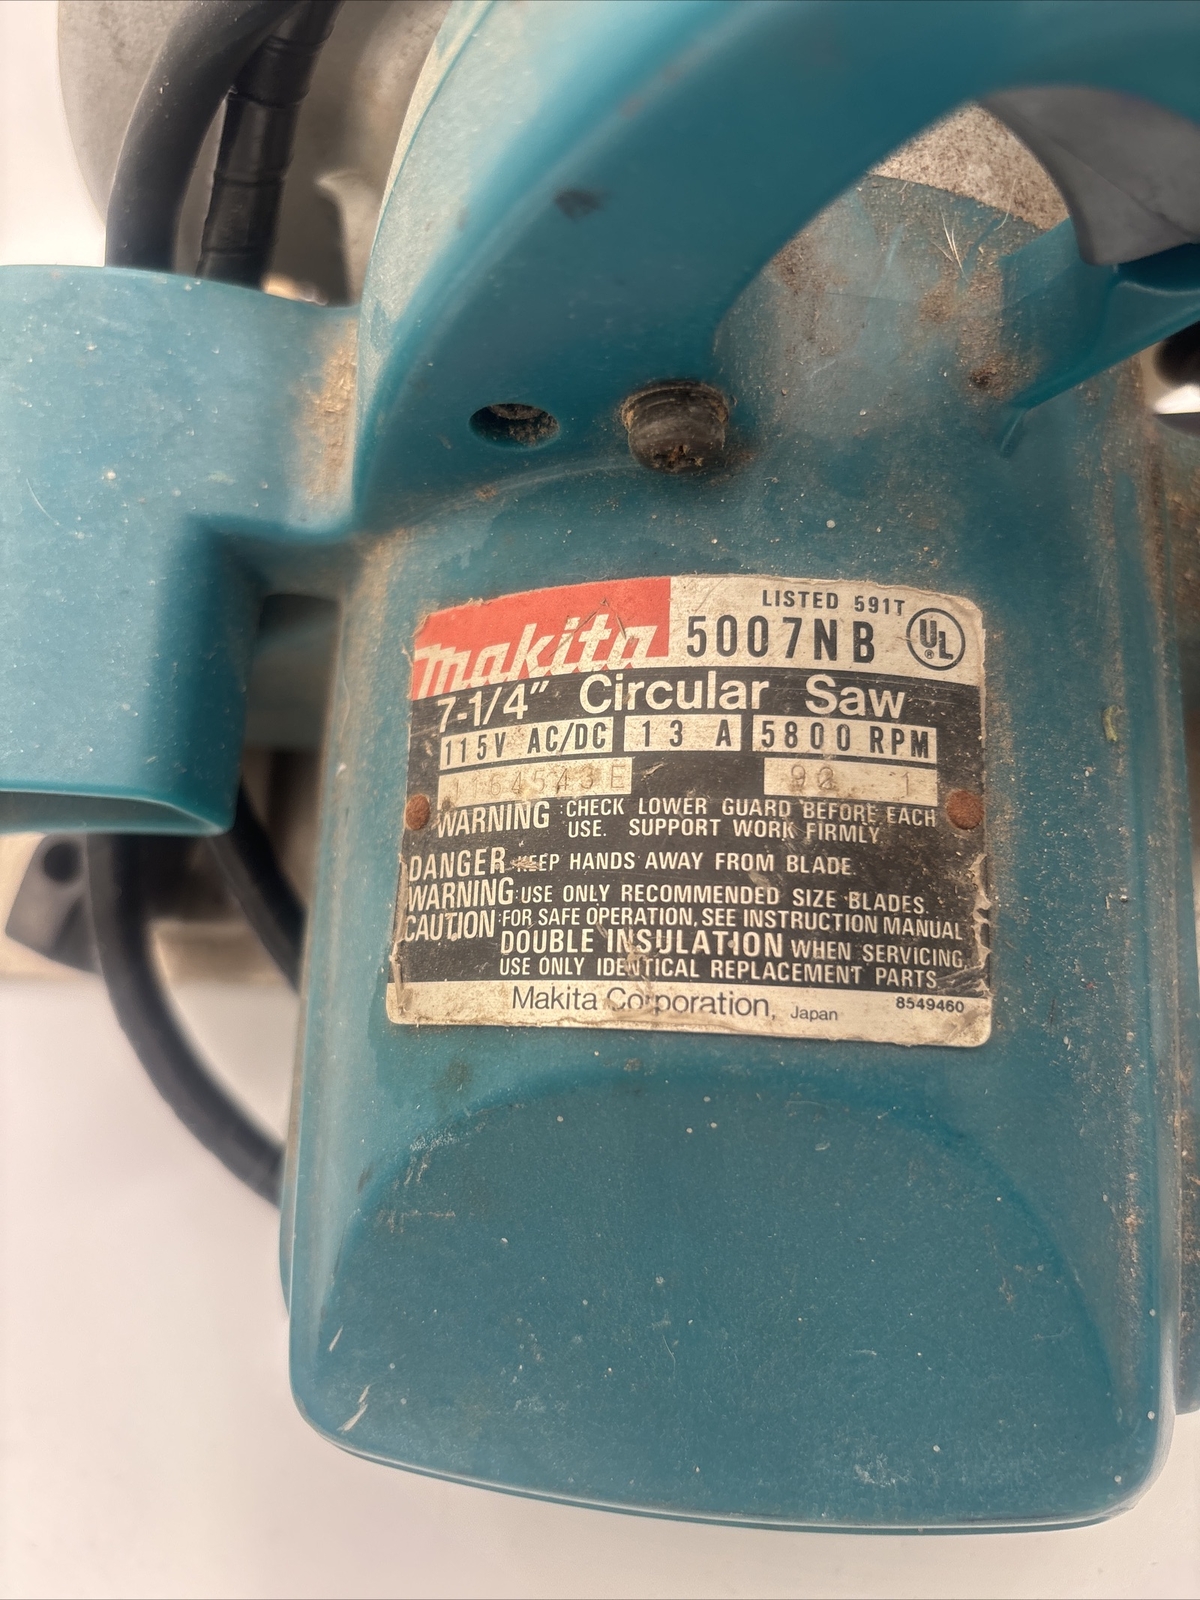 LISTED 591T
makita 5007NB UL ®
7-1/4" Circular Saw
115V AC/DC 13 A 5800 RPM
WARNING: CHECK LOWER GUARD BEFORE EACH
USE. SUPPORT WORK FIRMLY
DANGER KEEP HANDS AWAY FROM BLADE.
WARNING: USE ONLY RECOMMENDED SIZE BLADES.
CAUTION: FOR SAFE OPERATION, SEE INSTRUCTION MANUAL
DOUBLE INSULATION WHEN SERVICING,
USE ONLY IDENTICAL REPLACEMENT PARTS
Makita Corporation, Japan 8549460